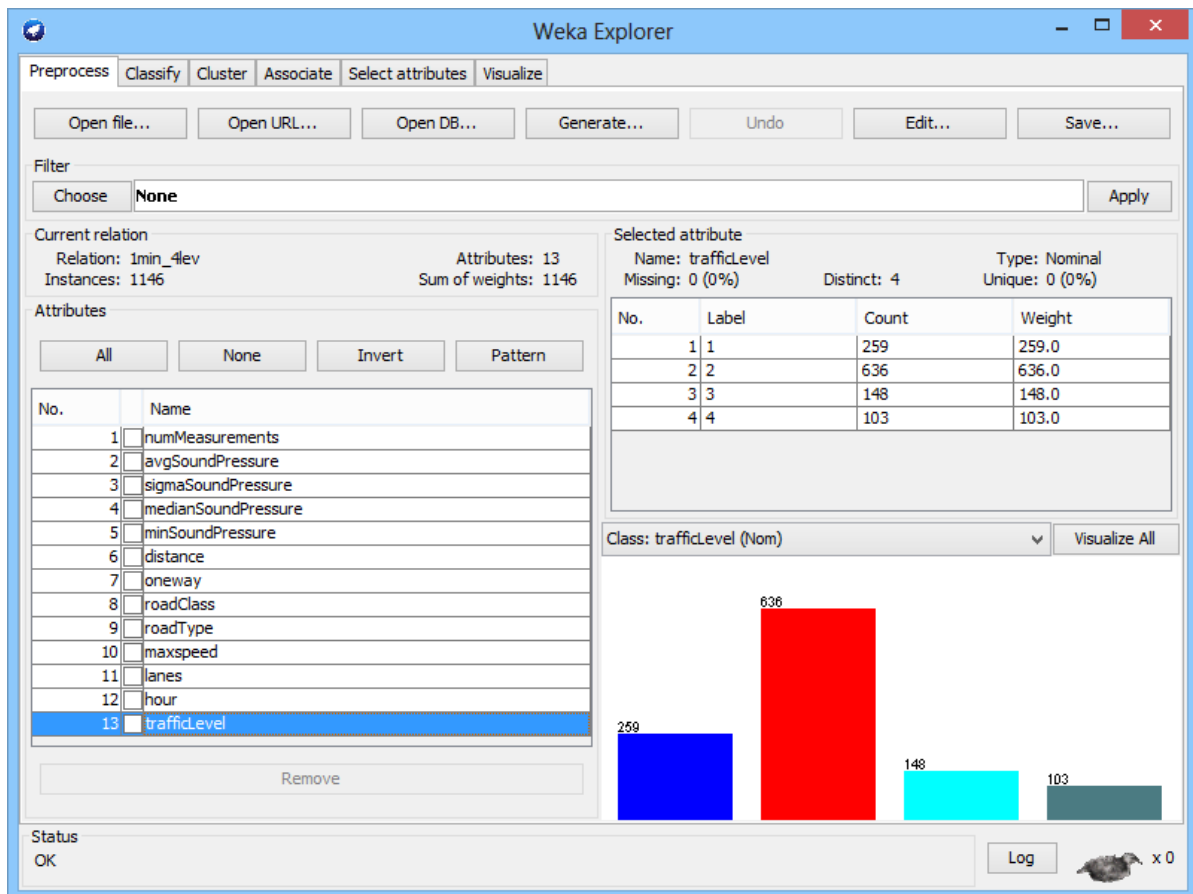 Weka Explorer
Preprocess Classify Cluster Associate Select attributes Visualize
Open file... Open URL... Open DB... Generate... Undo Edit... Save...
Filter
Choose None Apply
Current relation
Relation: 1min_4lev Attributes: 13
Instances: 1146 Sum of weights: 1146
Attributes
All None Invert Pattern
No. Name
1 numMeasurements
2 avgSoundPressure
3 sigmaSoundPressure
4 medianSoundPressure
5 minSoundPressure
6 distance
7 oneway
8 roadClass
9 roadType
10 maxspeed
11 lanes
12 hour
13 trafficLevel
Remove
Selected attribute
Name: trafficLevel Type: Nominal
Missing: 0 (0%) Distinct: 4 Unique: 0 (0%)
No. Label Count Weight
1 1 259 259.0
2 2 636 636.0
3 3 148 148.0
4 4 103 103.0
Class: trafficLevel (Nom) Visualize All
636
259
148
103
Status
OK
Log x 0